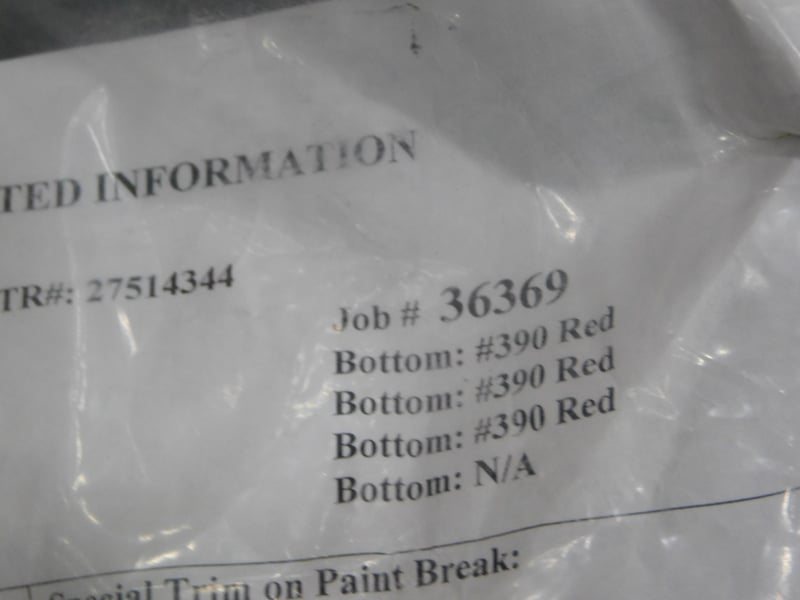 TED INFORMATION
TR#: 27514344
Job # 36369
Bottom: #390 Red
Bottom: #390 Red
Bottom: #390 Red
Bottom: N/A
Special Trim on Paint Break: